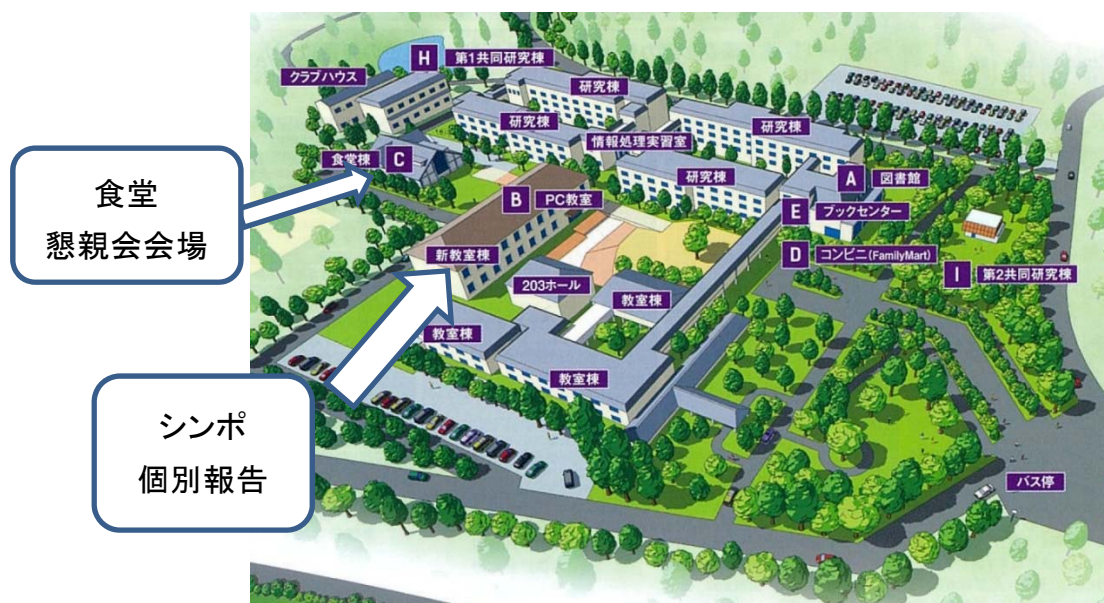 H 第1共同研究棟
クラブハウス
研究棟
研究棟
研究棟
情報処理実習室
食堂棟 C
研究棟
A 図書館
B PC教室
E ブックセンター
新教室棟
D コンビニ(FamilyMart)
203ホール
I 第2共同研究棟
教室棟
教室棟
教室棟
バス停
食堂
懇親会会場
シンポ
個別報告